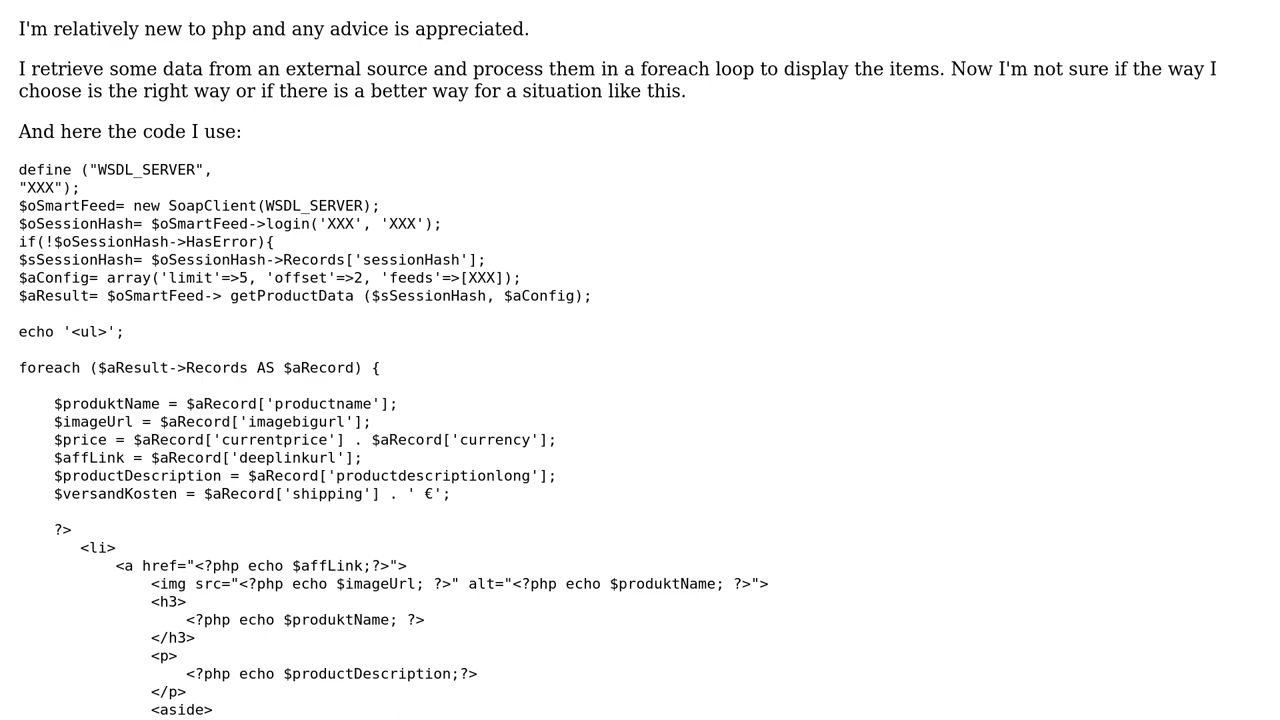 I'm relatively new to php and any advice is appreciated.
I retrieve some data from an external source and process them in a foreach loop to display the items. Now I'm not sure if the way I
choose is the right way or if there is a better way for a situation like this.
And here the code I use:
define ("WSDL_SERVER",
"XXX");
$oSmartFeed= new SoapClient(WSDL_SERVER);
$oSessionHash= $oSmartFeed->login('XXX', 'XXX');
if(!$oSessionHash->HasError){
$sSessionHash= $oSessionHash->Records['sessionHash'];
$aConfig= array('limit'=>5, 'offset'=>2, 'feeds'=>[XXX]);
$aResult= $oSmartFeed-> getProductData ($sSessionHash, $aConfig);
echo '<ul>';
foreach ($aResult->Records AS $aRecord) {
    $produktName = $aRecord['productname'];
    $imageUrl = $aRecord['imagebigurl'];
    $price = $aRecord['currentprice'] . $aRecord['currency'];
    $affLink = $aRecord['deeplinkurl'];
    $productDescription = $aRecord['productdescriptionlong'];
    $versandKosten = $aRecord['shipping'] . ' €';
    ?>
       <li>
           <a href="<?php echo $affLink;?>">
               <img src="<?php echo $imageUrl; ?>" alt="<?php echo $produktName; ?>">
               <h3>
                   <?php echo $produktName; ?>
               </h3>
               <p>
                   <?php echo $productDescription;?>
               </p>
               <aside>